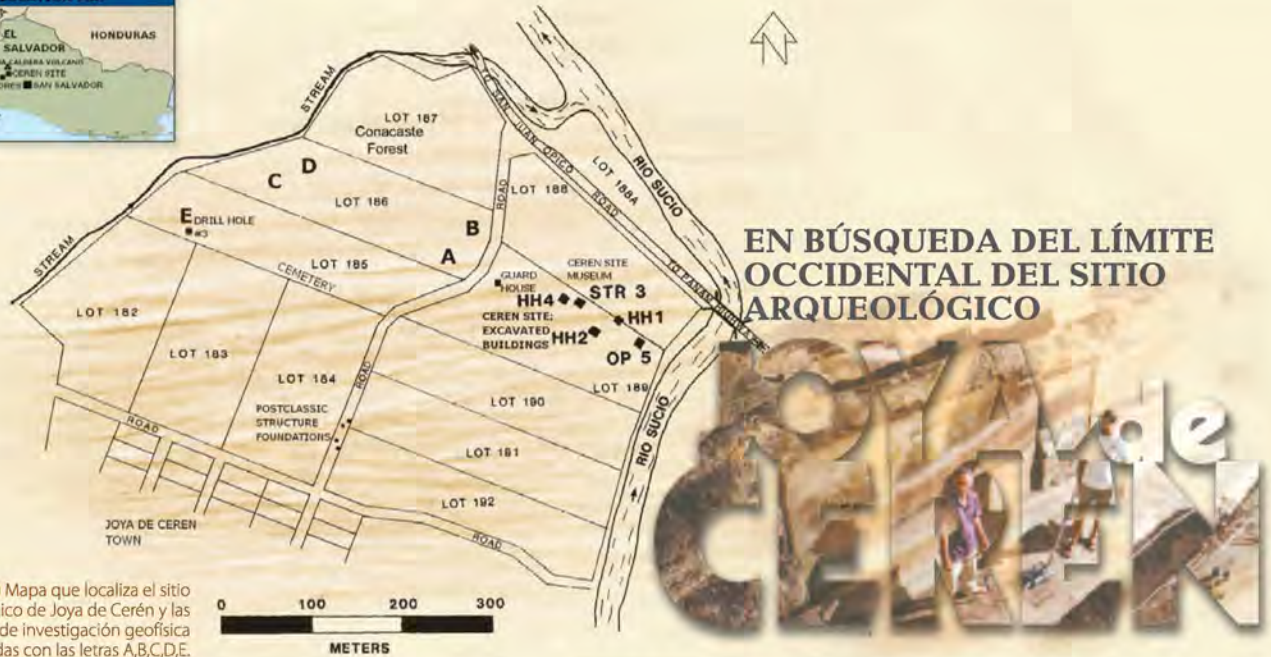 EL
SALVADOR
HONDURAS
CALDERA VOLCANO
CEREN SITE
SAN SALVADOR
N
STREAM
LOT 187
Conacaste
Forest
TO SAN JUAN OPICO ROAD
LOT 188A
RIO SUCIO
D
C
LOT 186
ROAD
LOT 188
E DRILL HOLE
#3
B
A
STREAM
LOT 185
CEMETERY
GUARD
HOUSE
CEREN SITE
MUSEUM
HH4
STR 3
CEREN SITE;
EXCAVATED
BUILDINGS
HH2
HH1
OP 5
LOT 182
LOT 183
LOT 184
ROAD
LOT 189
LOT 190
POSTCLASSIC
STRUCTURE
FOUNDATIONS
ROAD
LOT 181
RIO SUCIO
LOT 192
JOYA DE CEREN
TOWN
ROAD
EN BÚSQUEDA DEL LÍMITE
OCCIDENTAL DEL SITIO
ARQUEOLÓGICO
JOYA de
CEREN
Mapa que localiza el sitio
ico de Joya de Cerén y las
de investigación geofísica
das con las letras A,B,C,D,E.
0 100 200 300
METERS